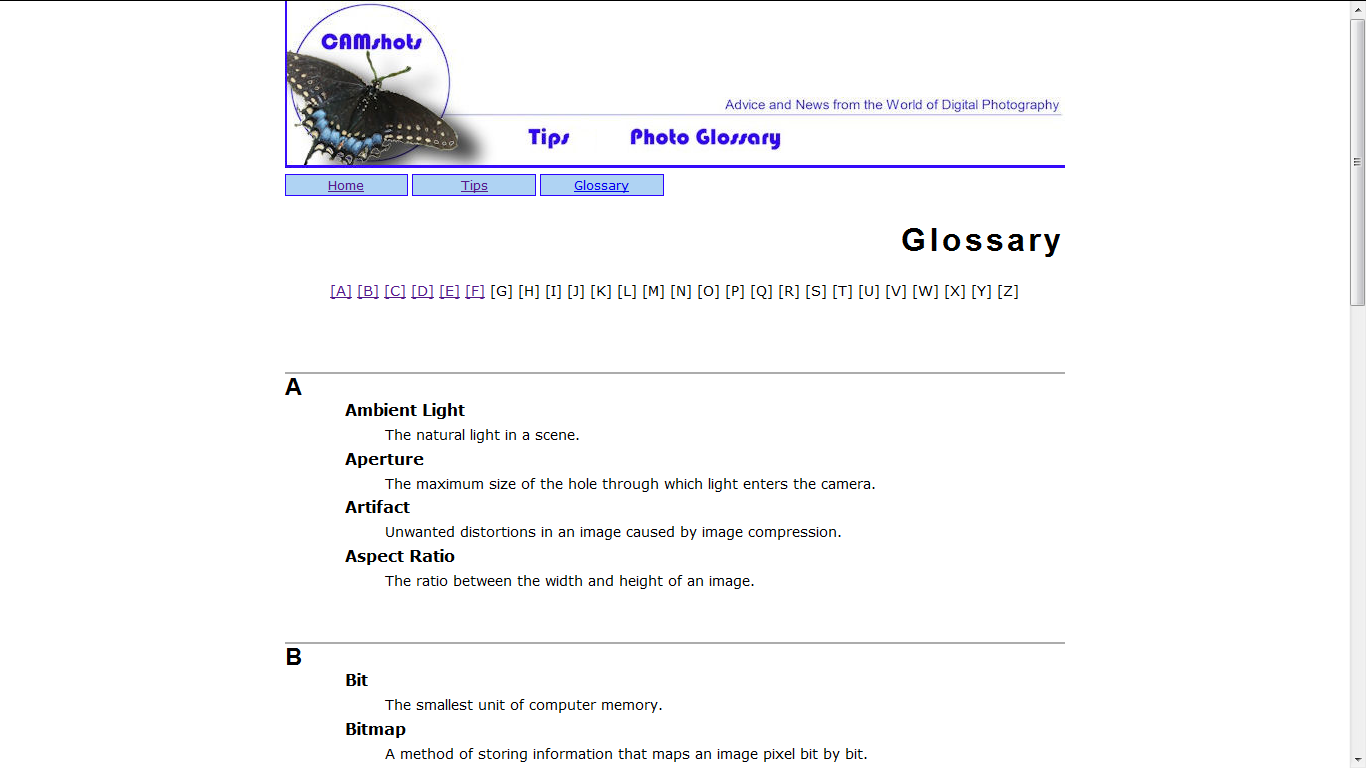 CAMshots
Advice and News from the World of Digital Photography
Tips Photo Glossary
Home Tips Glossary
Glossary
[A] [B] [C] [D] [E] [F] [G] [H] [I] [J] [K] [L] [M] [N] [O] [P] [Q] [R] [S] [T] [U] [V] [W] [X] [Y] [Z]
A
Ambient Light
The natural light in a scene.
Aperture
The maximum size of the hole through which light enters the camera.
Artifact
Unwanted distortions in an image caused by image compression.
Aspect Ratio
The ratio between the width and height of an image.
B
Bit
The smallest unit of computer memory.
Bitmap
A method of storing information that maps an image pixel bit by bit.